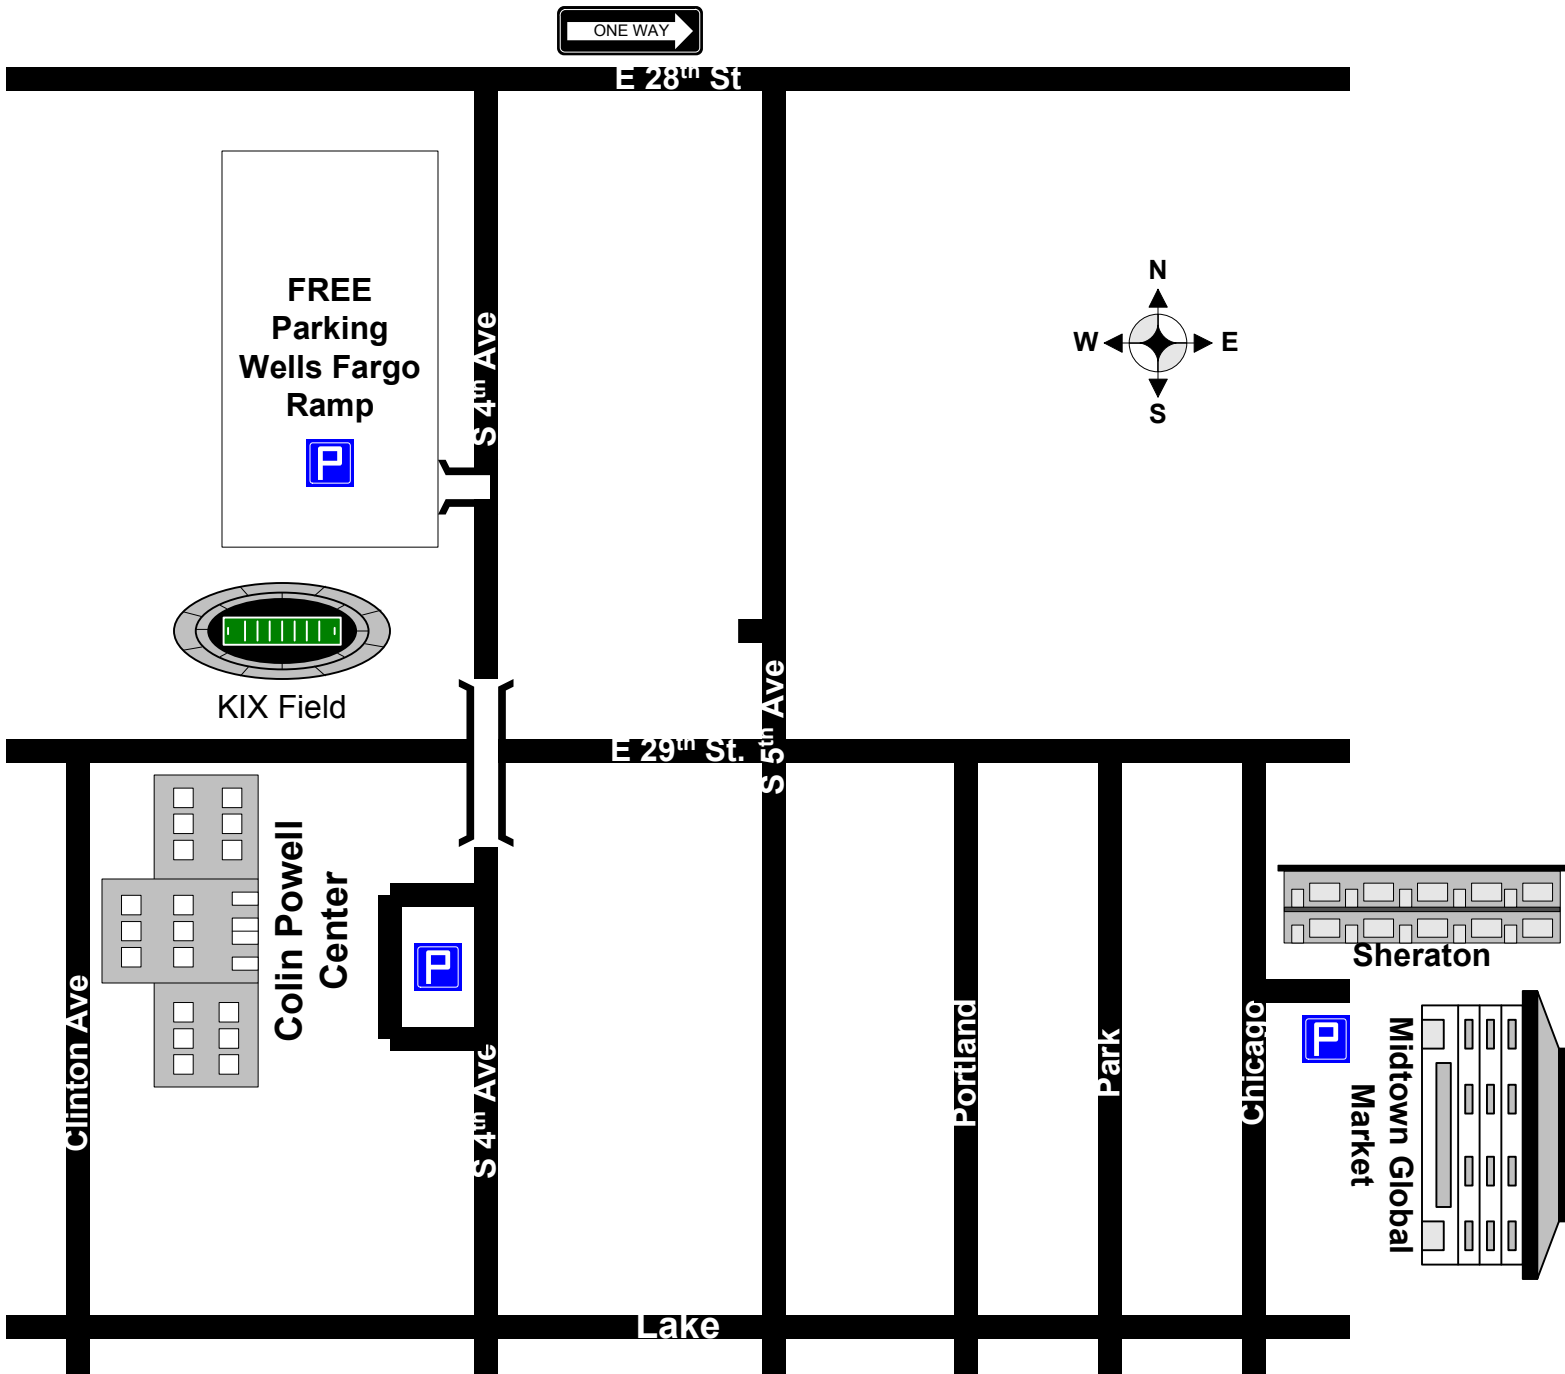 ONE WAY
E 28th St
N
W
E
S
FREE
Parking
Wells Fargo
Ramp
P
S 4th Ave
KIX Field
E 29th St.
S 5th Ave
Colin Powell
Center
P
Clinton Ave
S 4th Ave
Portland
Park
Chicago
Sheraton
P
Midtown Global
Market
Lake